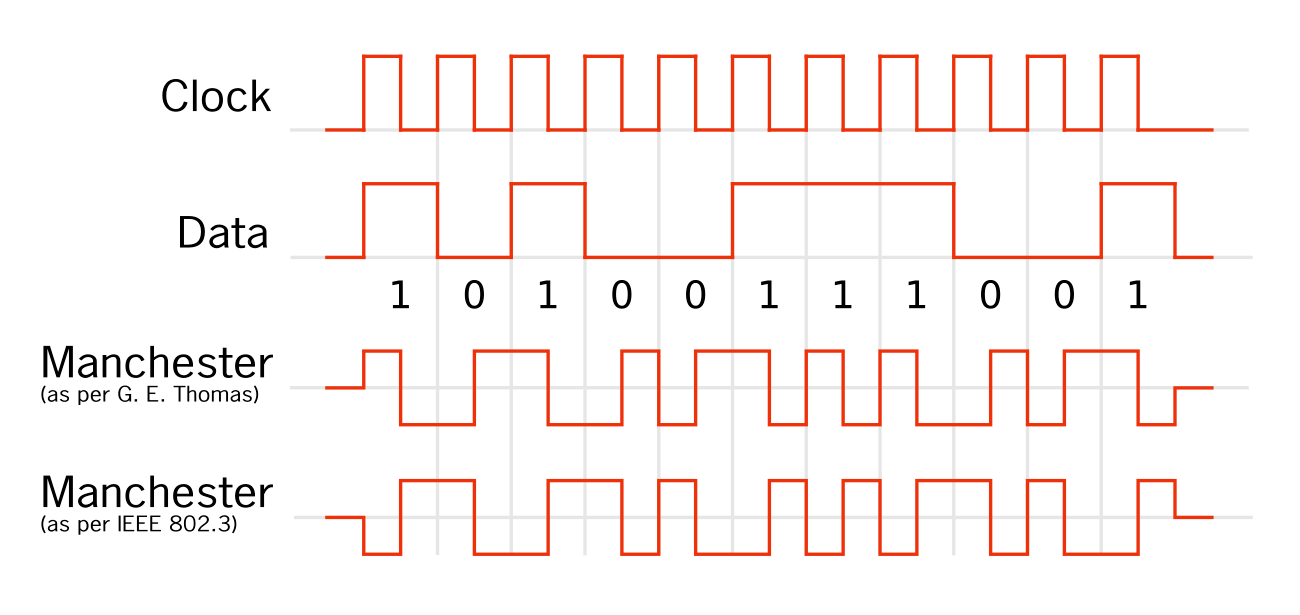 Clock
Data
1 0 1 0 0 1 1 1 0 0 1
Manchester
(as per G. E. Thomas)
Manchester
(as per IEEE 802.3)